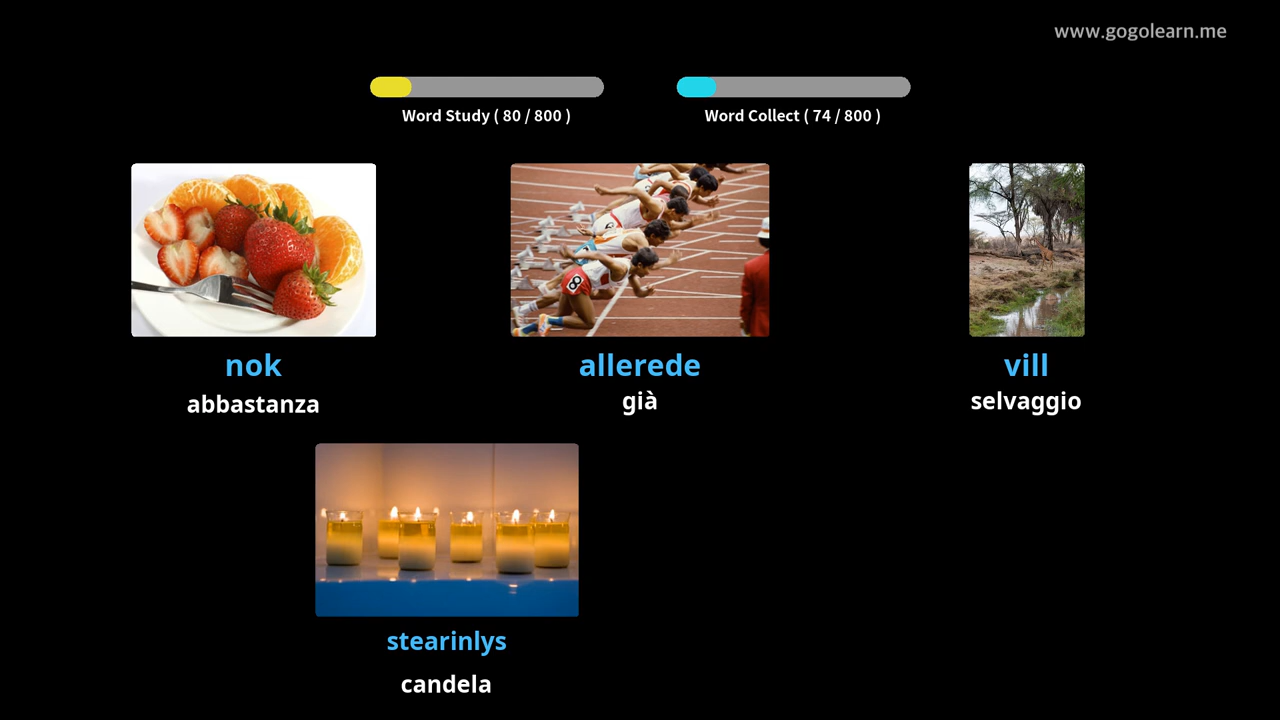 www.gogolearn.me
Word Study ( 80 / 800 )
Word Collect ( 74 / 800 )
nok
abbastanza
allerede
già
vill
selvaggio
stearinlys
candela